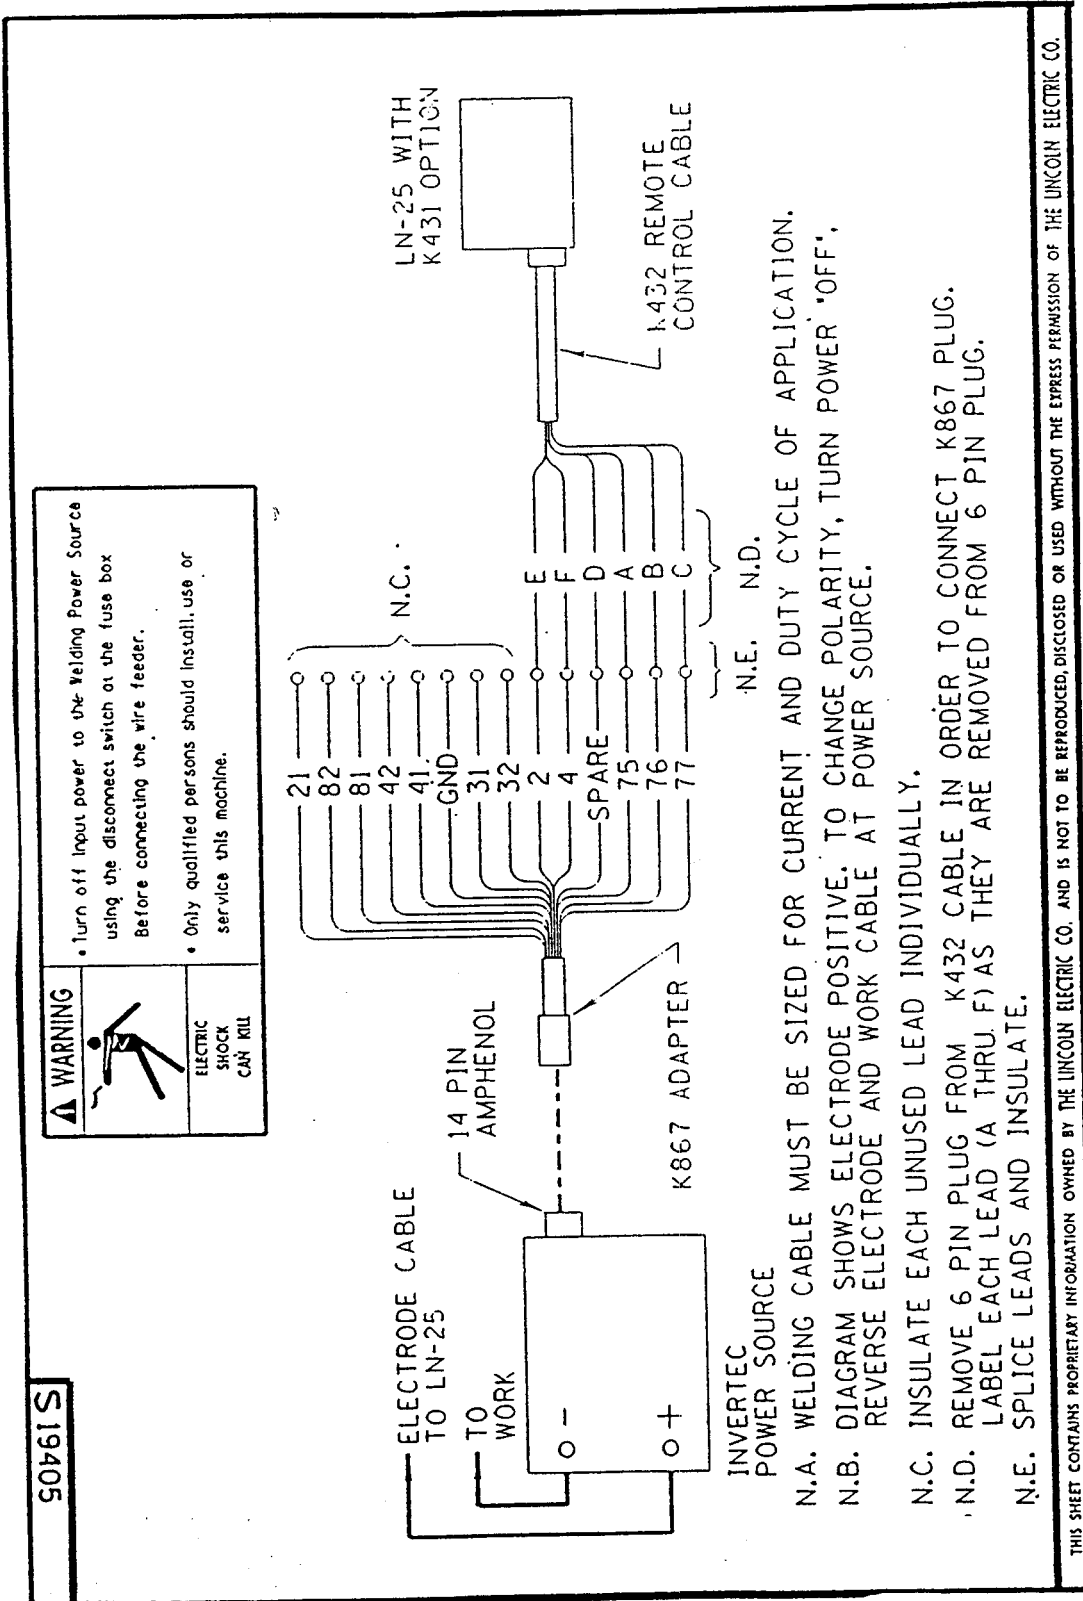 S19405
WARNING
ELECTRIC
SHOCK
CAN KILL
• Turn off input power to the Welding Power Source
using the disconnect switch at the fuse box
Before connecting the wire feeder.
• Only qualified persons should install, use or
service this machine.
ELECTRODE CABLE
TO LN-25
TO
WORK
14 PIN
AMPHENOL
K867 ADAPTER
INVERTEC
POWER SOURCE
−
+
21
82
81
42
41
GND
31
32
2
4
SPARE
75
76
77
N.C.
E
F
D
A
B
C
N.E.
N.D.
LN-25 WITH
K431 OPTION
K432 REMOTE
CONTROL CABLE
N.A. WELDING CABLE MUST BE SIZED FOR CURRENT AND DUTY CYCLE OF APPLICATION.
N.B. DIAGRAM SHOWS ELECTRODE POSITIVE. TO CHANGE POLARITY, TURN POWER "OFF",
REVERSE ELECTRODE AND WORK CABLE AT POWER SOURCE.
N.C. INSULATE EACH UNUSED LEAD INDIVIDUALLY.
N.D. REMOVE 6 PIN PLUG FROM K432 CABLE IN ORDER TO CONNECT K867 PLUG.
LABEL EACH LEAD (A THRU. F) AS THEY ARE REMOVED FROM 6 PIN PLUG.
N.E. SPLICE LEADS AND INSULATE.
THIS SHEET CONTAINS PROPRIETARY INFORMATION OWNED BY THE LINCOLN ELECTRIC CO. AND IS NOT TO BE REPRODUCED, DISCLOSED OR USED WITHOUT THE EXPRESS PERMISSION OF THE LINCOLN ELECTRIC CO.